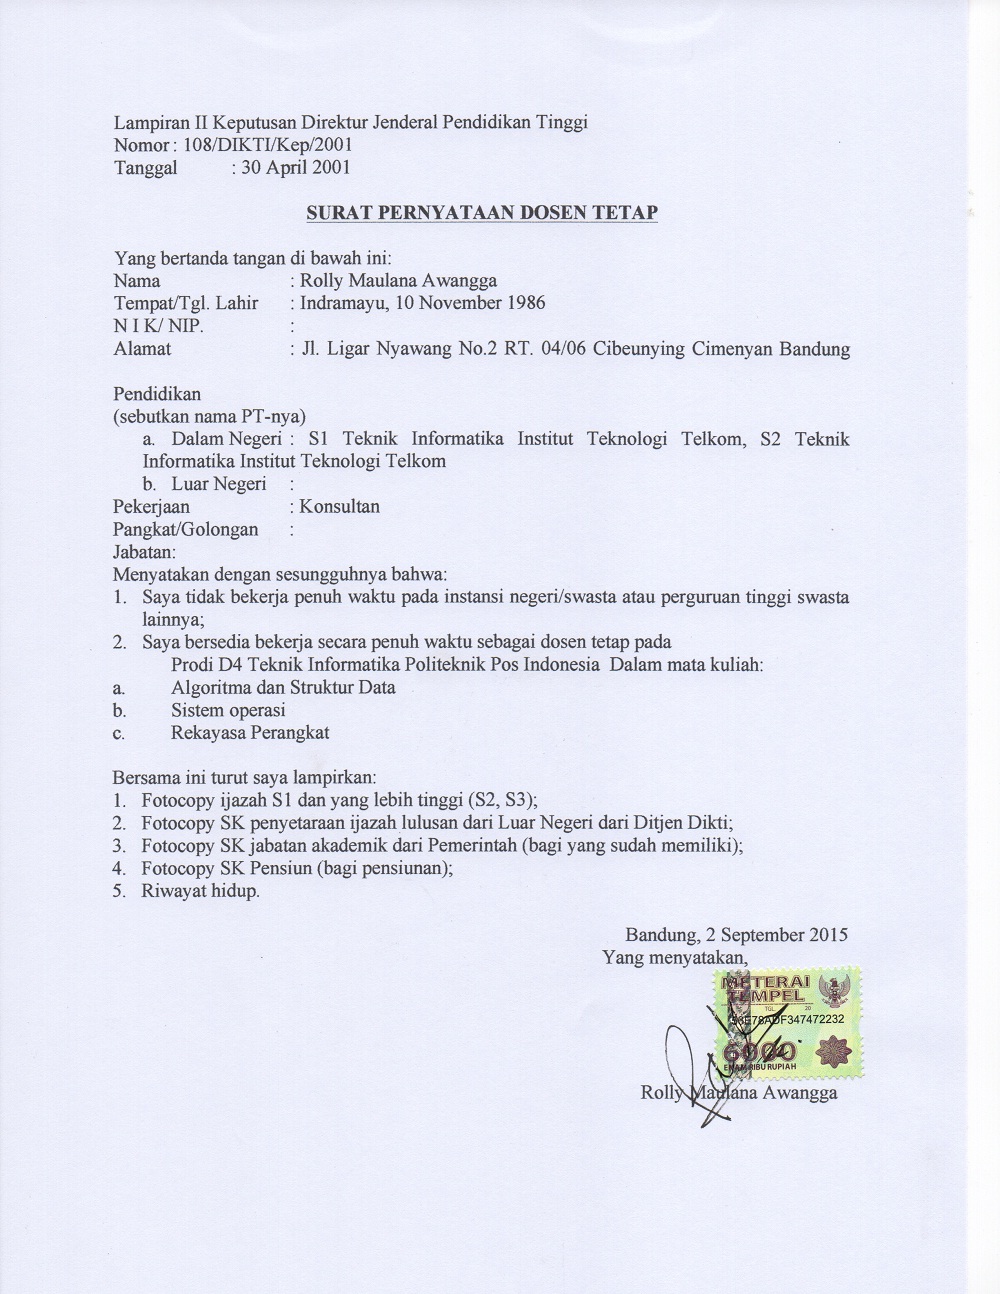 Lampiran II Keputusan Direktur Jenderal Pendidikan Tinggi
Nomor : 108/DIKTI/Kep/2001
Tanggal : 30 April 2001
SURAT PERNYATAAN DOSEN TETAP
Yang bertanda tangan di bawah ini:
Nama : Rolly Maulana Awangga
Tempat/Tgl. Lahir : Indramayu, 10 November 1986
N I K/ NIP. :
Alamat : Jl. Ligar Nyawang No.2 RT. 04/06 Cibeunying Cimenyan Bandung
Pendidikan
(sebutkan nama PT-nya)
a. Dalam Negeri : S1 Teknik Informatika Institut Teknologi Telkom, S2 Teknik
Informatika Institut Teknologi Telkom
b. Luar Negeri :
Pekerjaan : Konsultan
Pangkat/Golongan :
Jabatan:
Menyatakan dengan sesungguhnya bahwa:
1. Saya tidak bekerja penuh waktu pada instansi negeri/swasta atau perguruan tinggi swasta
lainnya;
2. Saya bersedia bekerja secara penuh waktu sebagai dosen tetap pada
Prodi D4 Teknik Informatika Politeknik Pos Indonesia Dalam mata kuliah:
a. Algoritma dan Struktur Data
b. Sistem operasi
c. Rekayasa Perangkat
Bersama ini turut saya lampirkan:
1. Fotocopy ijazah S1 dan yang lebih tinggi (S2, S3);
2. Fotocopy SK penyetaraan ijazah lulusan dari Luar Negeri dari Ditjen Dikti;
3. Fotocopy SK jabatan akademik dari Pemerintah (bagi yang sudah memiliki);
4. Fotocopy SK Pensiun (bagi pensiunan);
5. Riwayat hidup.
Bandung, 2 September 2015
Yang menyatakan,
METERAI
TEMPEL
TGL 20
6000
ENAM RIBU RUPIAH
Rolly Maulana Awangga